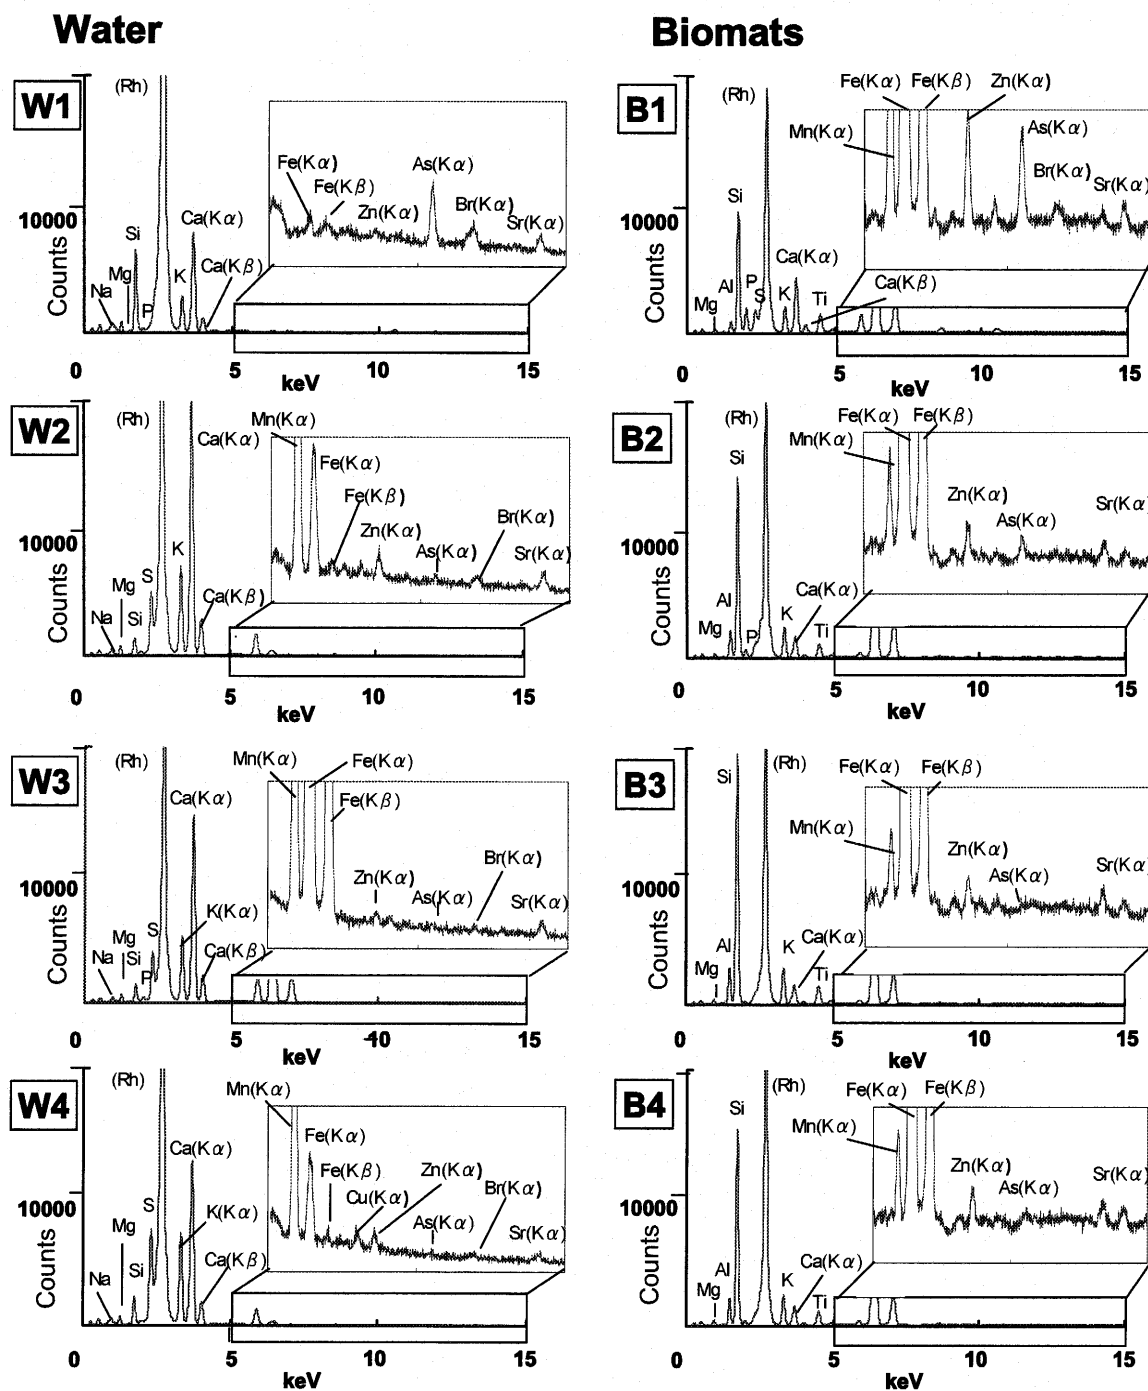 Water
Biomats
W1
(Rh)
Fe(Kα)
Fe(Kβ)
Zn(Kα)
As(Kα)
Br(Kα)
Sr(Kα)
10000
Counts
Si
Ca(Kα)
Na
Mg
P
K
Ca(Kβ)
0
5
10
15
keV
B1
(Rh)
Fe(Kα)
Fe(Kβ)
Zn(Kα)
Mn(Kα)
As(Kα)
Br(Kα)
Sr(Kα)
10000
Counts
Si
Ca(Kα)
Mg
Al
P
S
K
Ti
Ca(Kβ)
0
5
10
15
keV
W2
(Rh)
Mn(Kα)
Ca(Kα)
Fe(Kα)
Fe(Kβ)
Zn(Kα)
As(Kα)
Br(Kα)
Sr(Kα)
10000
Counts
K
Na
Mg
Si
S
Ca(Kβ)
0
5
10
15
keV
B2
(Rh)
Fe(Kα)
Fe(Kβ)
Mn(Kα)
Si
Zn(Kα)
As(Kα)
Sr(Kα)
10000
Counts
Mg
Al
P
K
Ca(Kα)
Ti
0
5
10
15
keV
W3
(Rh)
Mn(Kα)
Fe(Kα)
Fe(Kβ)
Ca(Kα)
Zn(Kα)
As(Kα)
Br(Kα)
Sr(Kα)
10000
Counts
K(Kα)
Na
Mg
Si
P
S
Ca(Kβ)
0
5
10
15
keV
B3
Si
(Rh)
Fe(Kα)
Fe(Kβ)
Mn(Kα)
Zn(Kα)
As(Kα)
Sr(Kα)
10000
Counts
Mg
Al
K
Ca(Kα)
Ti
0
5
10
15
keV
W4
(Rh)
Mn(Kα)
Ca(Kα)
Fe(Kα)
Fe(Kβ)
Cu(Kα)
Zn(Kα)
As(Kα)
Br(Kα)
Sr(Kα)
10000
Counts
K(Kα)
Na
Mg
Si
S
Ca(Kβ)
0
5
10
15
keV
B4
Si
(Rh)
Fe(Kα)
Fe(Kβ)
Mn(Kα)
Zn(Kα)
As(Kα)
Sr(Kα)
10000
Counts
Mg
Al
K
Ca(Kα)
Ti
0
5
10
15
keV